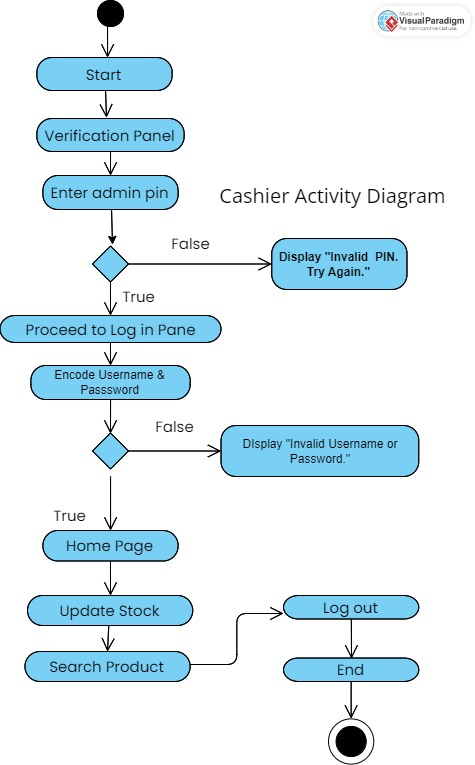 Made with
VisualParadigm
For non-commercial use
Start
Verification Panel
Enter admin pin
Cashier Activity Diagram
False
Display "Invalid  PIN.
Try Again."
True
Proceed to Log in Pane
Encode Username &
Passsword
False
DIsplay "Invalid Username or
Password."
True
Home Page
Update Stock
Log out
Search Product
End